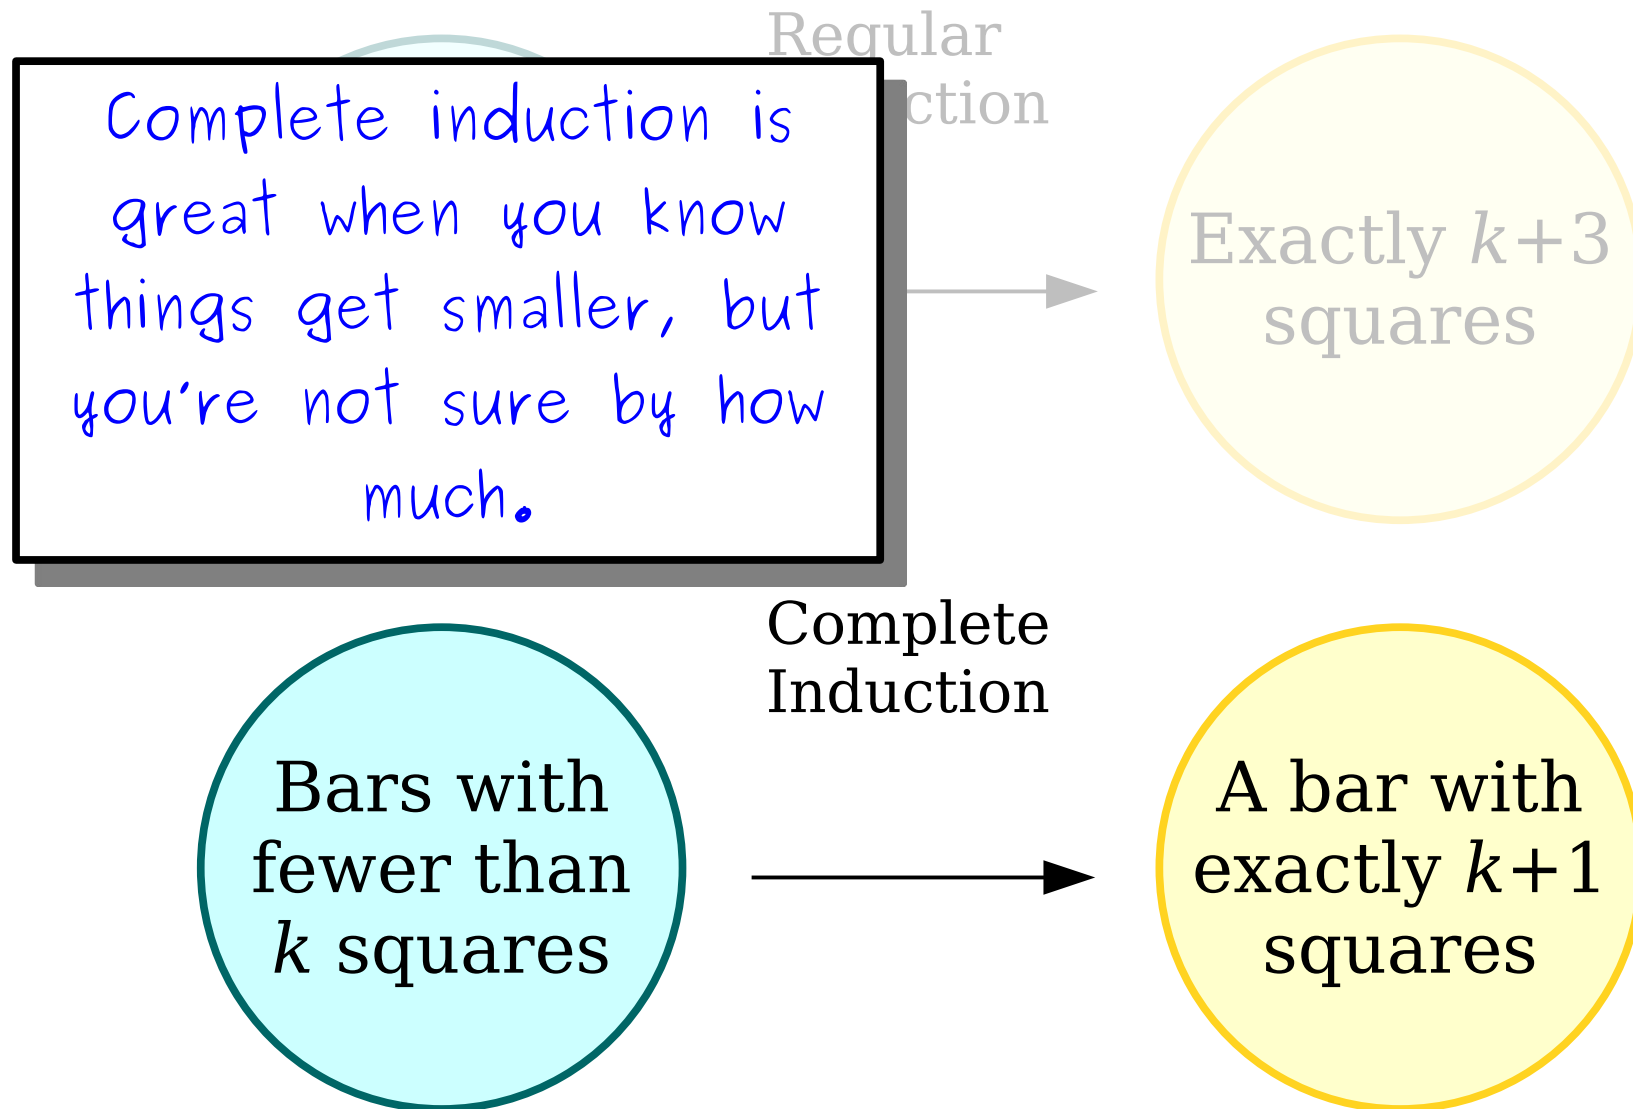 Regular
ction
Complete induction is
great when you know
things get smaller, but
you're not sure by how
much.
Exactly k+3
squares
Complete
Induction
Bars with
fewer than
k squares
A bar with
exactly k+1
squares